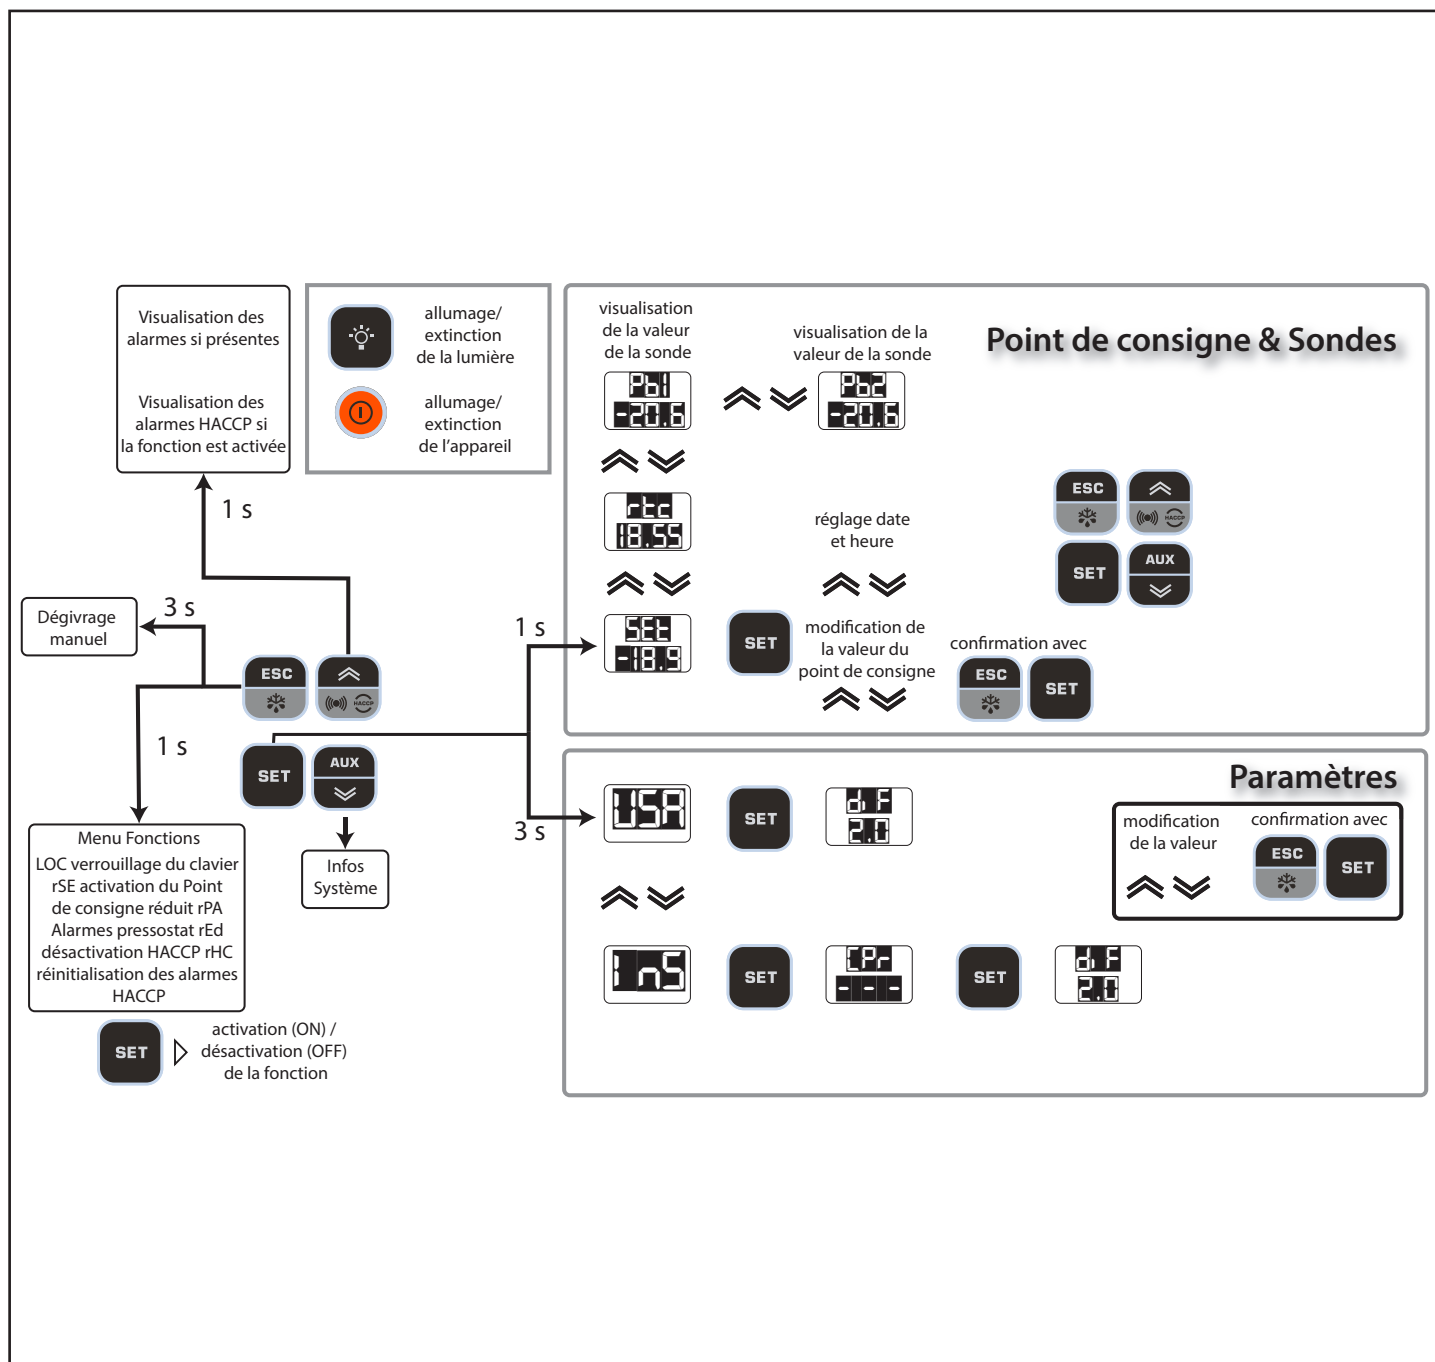 Visualisation des
alarmes si présentes
Visualisation des
alarmes HACCP si
la fonction est activée
allumage/
extinction
de la lumière
allumage/
extinction
de l'appareil
1 s
3 s
Dégivrage
manuel
ESC
HACCP
1 s
SET
AUX
Menu Fonctions
LOC verrouillage du clavier
rSE activation du Point
de consigne réduit rPA
Alarmes pressostat rEd
désactivation HACCP rHC
réinitialisation des alarmes
HACCP
Infos
Système
SET
activation (ON) /
désactivation (OFF)
de la fonction
1 s
3 s
Point de consigne & Sondes
visualisation
de la valeur
de la sonde
Pb1
-20.6
visualisation de la
valeur de la sonde
Pb2
-20.6
rtc
18.55
réglage date
et heure
ESC
HACCP
SET
AUX
SEt
-18.9
SET
modification de
la valeur du
point de consigne
confirmation avec
ESC
SET
Paramètres
USA
SET
diF
2.0
modification
de la valeur
confirmation avec
ESC
SET
InS
SET
CPr
---
SET
diF
2.0